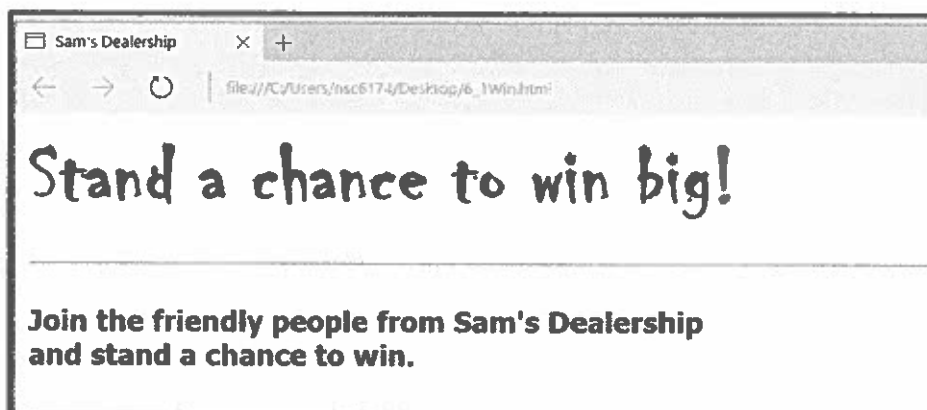 Sam's Dealership
file:///C:/Users/nsc617-l/Desktop/6_1Win.html
Stand a chance to win big!
Join the friendly people from Sam's Dealership
and stand a chance to win.